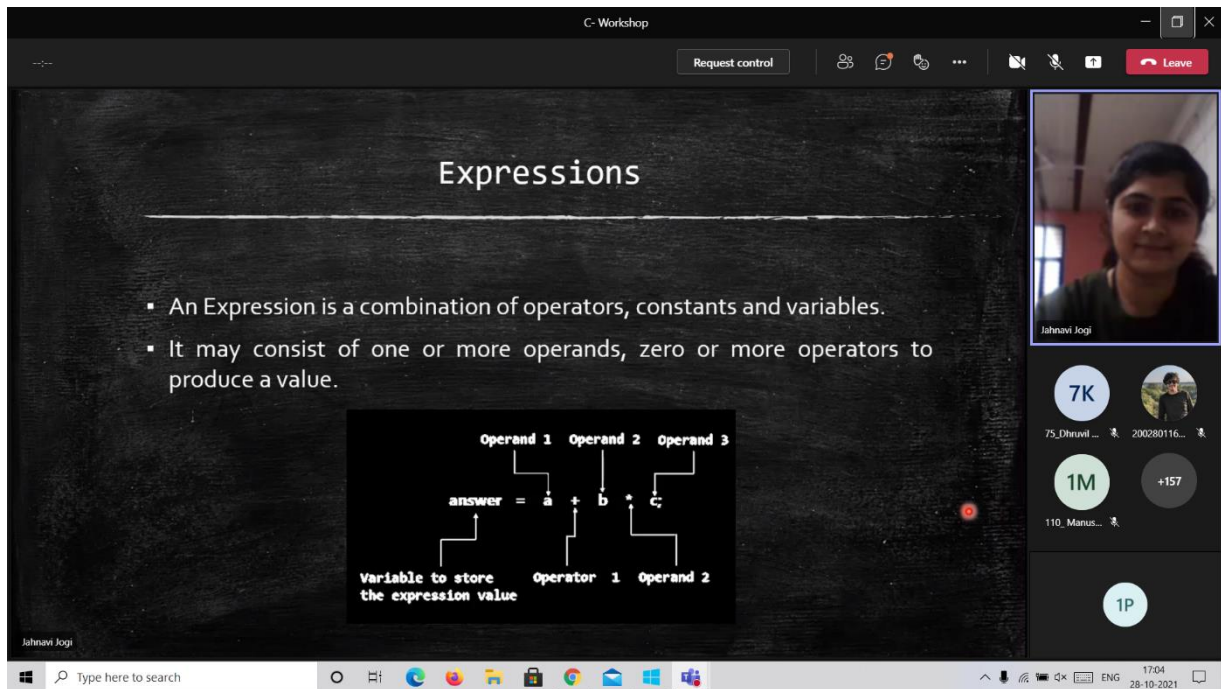 C- Workshop
--:--
Request control
Leave
Expressions
▪ An Expression is a combination of operators, constants and variables.
▪ It may consist of one or more operands, zero or more operators to
produce a value.
Operand 1 Operand 2 Operand 3
answer = a + b * c;
Variable to store
the expression value
Operator 1 Operand 2
Jahnavi Jogi
Jahnavi Jogi
7K
75_Dhruvil ...
200280116...
1M
110_ Manus...
+157
1P
Type here to search
ENG
17:04
28-10-2021